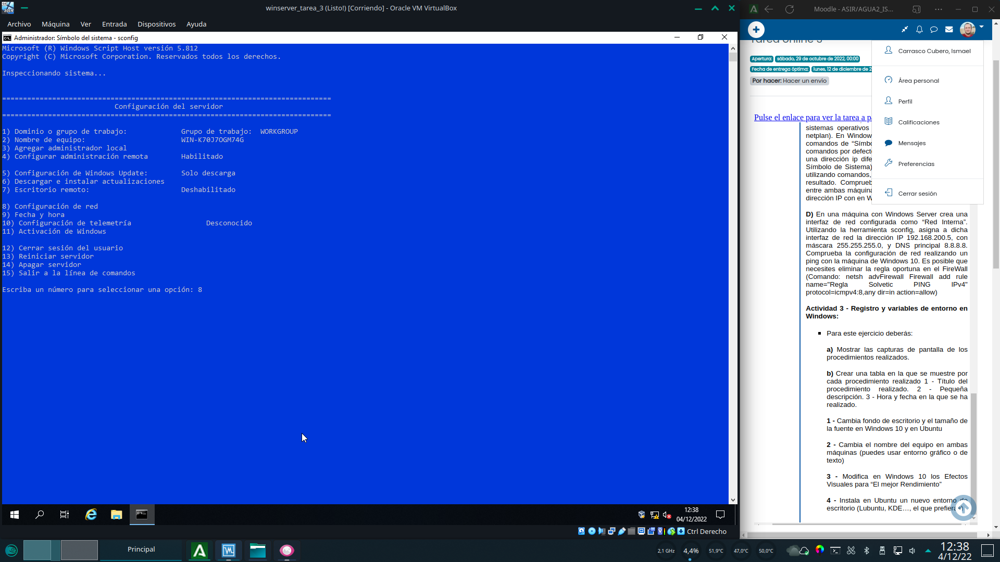 winserver_tarea_3 (Listo!) [Corriendo] - Oracle VM VirtualBox
Archivo Máquina Ver Entrada Dispositivos Ayuda
Administrador: Símbolo del sistema - sconfig
Microsoft (R) Windows Script Host versión 5.812
Copyright (C) Microsoft Corporation. Reservados todos los derechos.
Inspeccionando sistema...
===============================================================================
Configuración del servidor
===============================================================================
1) Dominio o grupo de trabajo: Grupo de trabajo: WORKGROUP
2) Nombre de equipo: WIN-K70J7OGM74G
3) Agregar administrador local
4) Configurar administración remota Habilitado
5) Configuración de Windows Update: Solo descarga
6) Descargar e instalar actualizaciones
7) Escritorio remoto: Deshabilitado
8) Configuración de red
9) Fecha y hora
10) Configuración de telemetría Desconocido
11) Activación de Windows
12) Cerrar sesión del usuario
13) Reiniciar servidor
14) Apagar servidor
15) Salir a la línea de comandos
Escriba un número para seleccionar una opción: 8
12:38
04/12/2022
Ctrl Derecho
Moodle - ASIR/AGUA2_IS...
Tarea online 3
Apertura: sábado, 29 de octubre de 2022, 00:00
Fecha de entrega óptima: lunes, 12 de diciembre de 2
Por hacer: Hacer un envío
Carrasco Cubero, Ismael
Área personal
Perfil
Calificaciones
Mensajes
Preferencias
Cerrar sesión
Pulse el enlace para ver la tarea a p
sistemas operativos
netplan). En Window
comandos de “Símbo
comandos por defect
una dirección ip dife
Símbolo de Sistema)
utilizando comandos,
resultado. Comprueb
entre ambas máquina
dirección IP con en W
D) En una máquina con Windows Server crea una
interfaz de red configurada como “Red Interna”.
Utilizando la herramienta sconfig, asigna a dicha
interfaz de red la dirección IP 192.168.200.5, con
máscara 255.255.255.0, y DNS principal 8.8.8.8.
Comprueba la configuración de red realizando un
ping con la máquina de Windows 10. Es posible que
necesites eliminar la regla oportuna en el FireWall
(Comando: netsh advFirewall Firewall add rule
name="Regla Solvetic PING IPv4"
protocol=icmpv4:8,any dir=in action=allow)
Actividad 3 - Registro y variables de entorno en
Windows:
▪ Para este ejercicio deberás:
a) Mostrar las capturas de pantalla de los
procedimientos realizados.
b) Crear una tabla en la que se muestre por
cada procedimiento realizado 1 - Título del
procedimiento realizado. 2 - Pequeña
descripción. 3 - Hora y fecha en la que se ha
realizado.
1 - Cambia fondo de escritorio y el tamaño de
la fuente en Windows 10 y en Ubuntu
2 - Cambia el nombre del equipo en ambas
máquinas (puedes usar entorno gráfico o de
texto)
3 - Modifica en Windows 10 los Efectos
Visuales para “El mejor Rendimiento”
4 - Instala en Ubuntu un nuevo entorno de
escritorio (Lubuntu, KDE…, el que prefieras)
Principal
2,1 GHz 4,4% 51,9°C 47,0°C 50,0°C
12:38
4/12/22